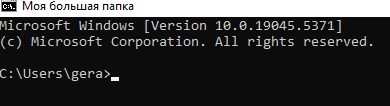 Моя большая папка
Microsoft Windows [Version 10.0.19045.5371]
(c) Microsoft Corporation. All rights reserved.
C:\Users\gera>